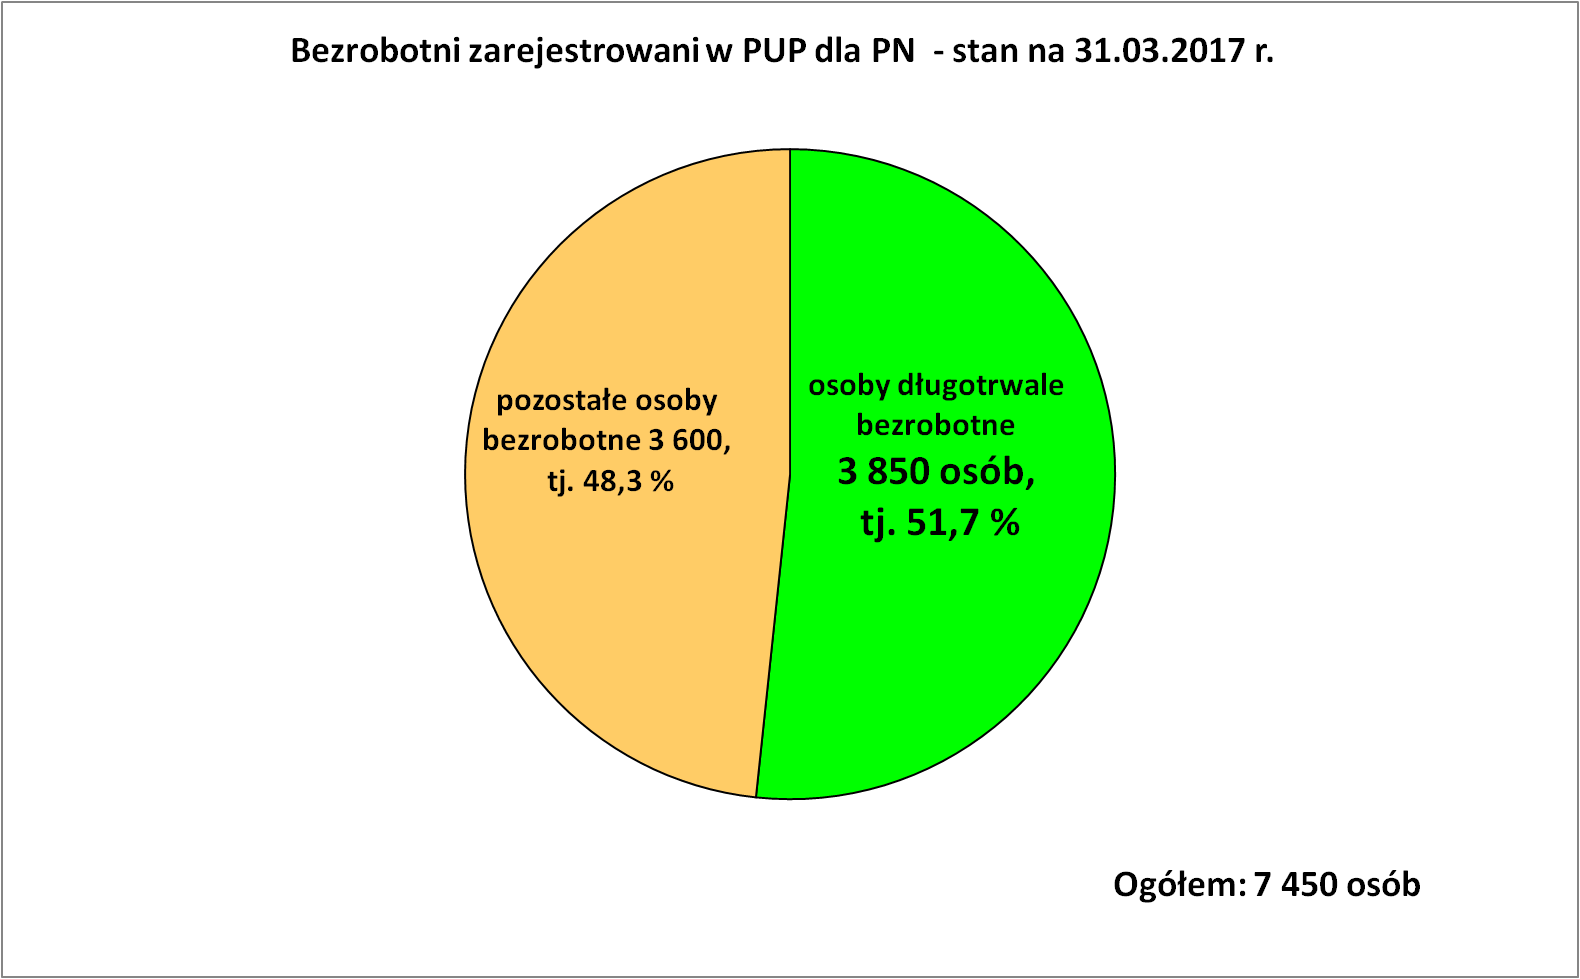 Bezrobotni zarejestrowani w PUP dla PN - stan na 31.03.2017 r.
pozostałe osoby
bezrobotne 3 600,
tj. 48,3 %
osoby długotrwale
bezrobotne
3 850 osób,
tj. 51,7 %
Ogółem: 7 450 osób